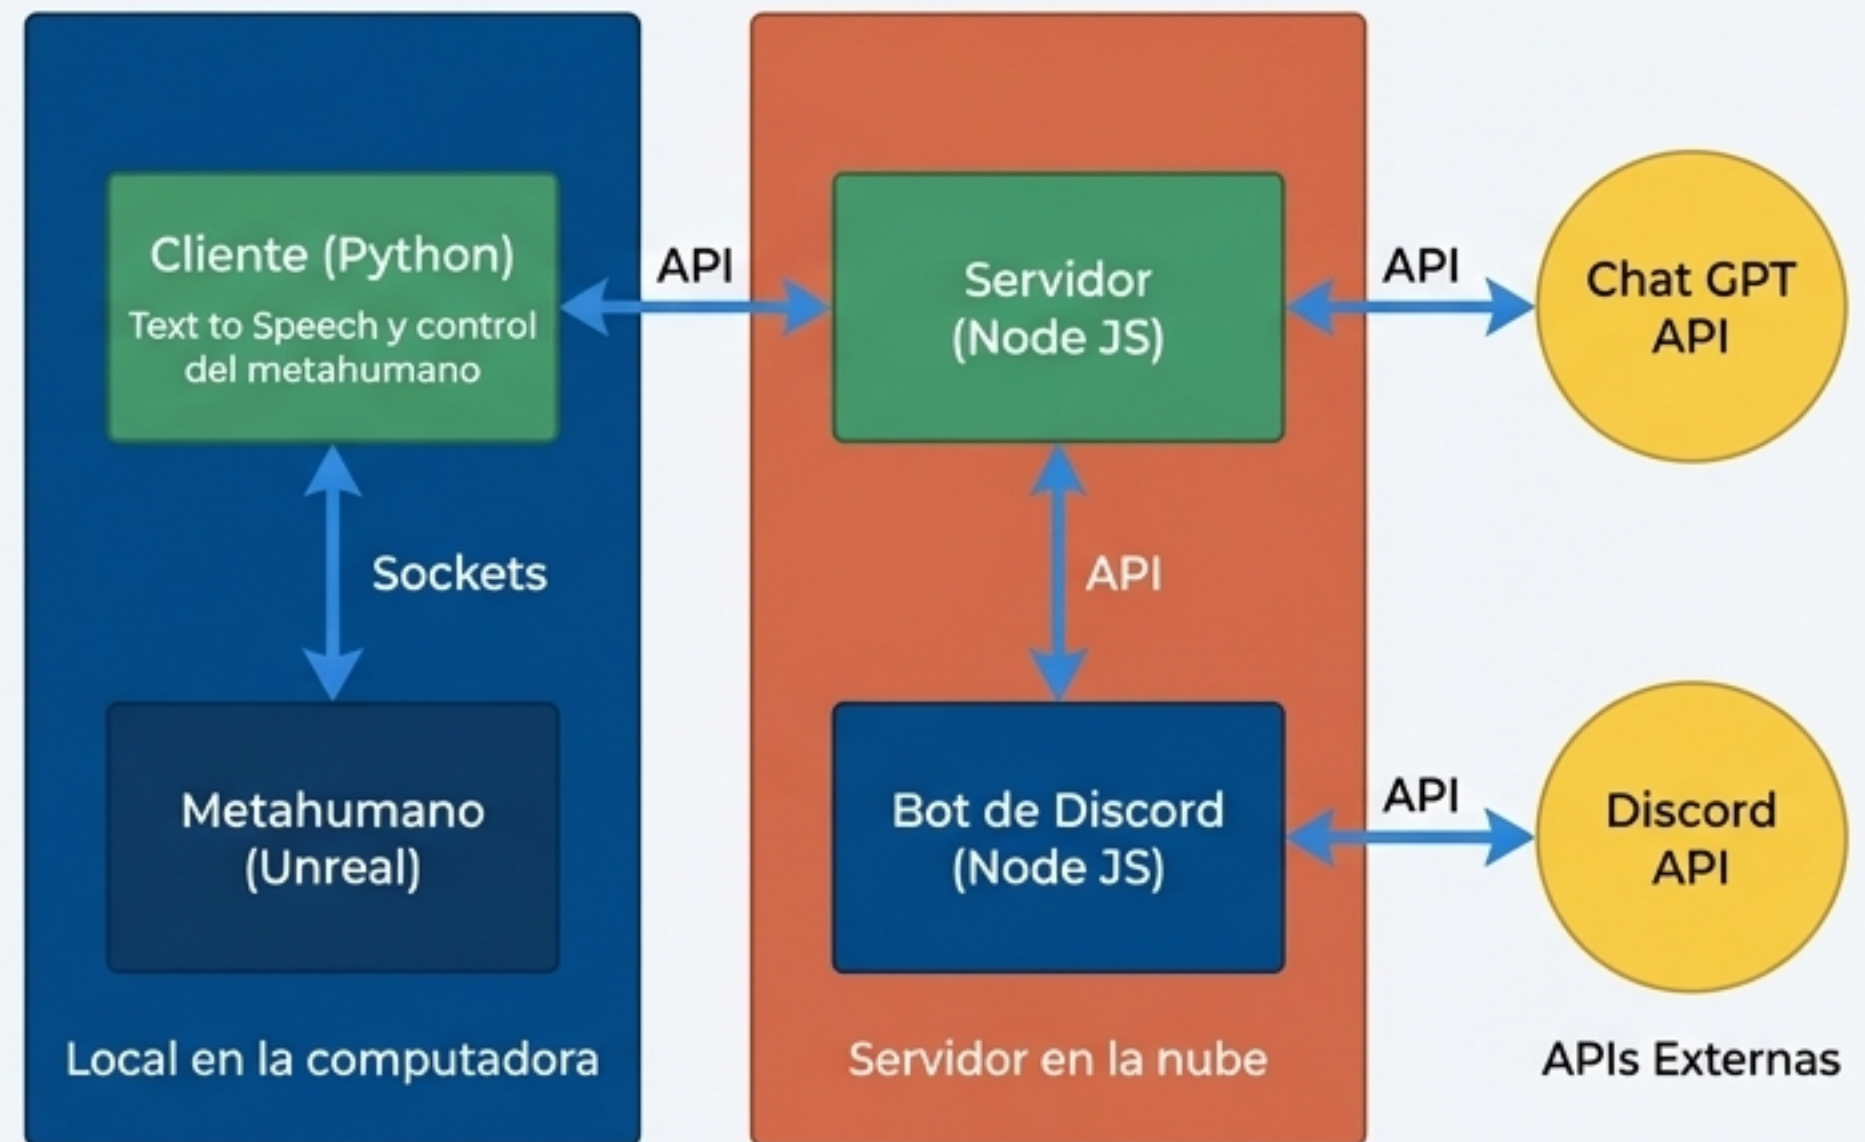 Cliente (Python)
Text to Speech y control
del metahumano
API
Servidor
(Node JS)
API
Chat GPT
API
Sockets
API
Metahumano
(Unreal)
Bot de Discord
(Node JS)
API
Discord
API
Local en la computadora
Servidor en la nube
APIs Externas